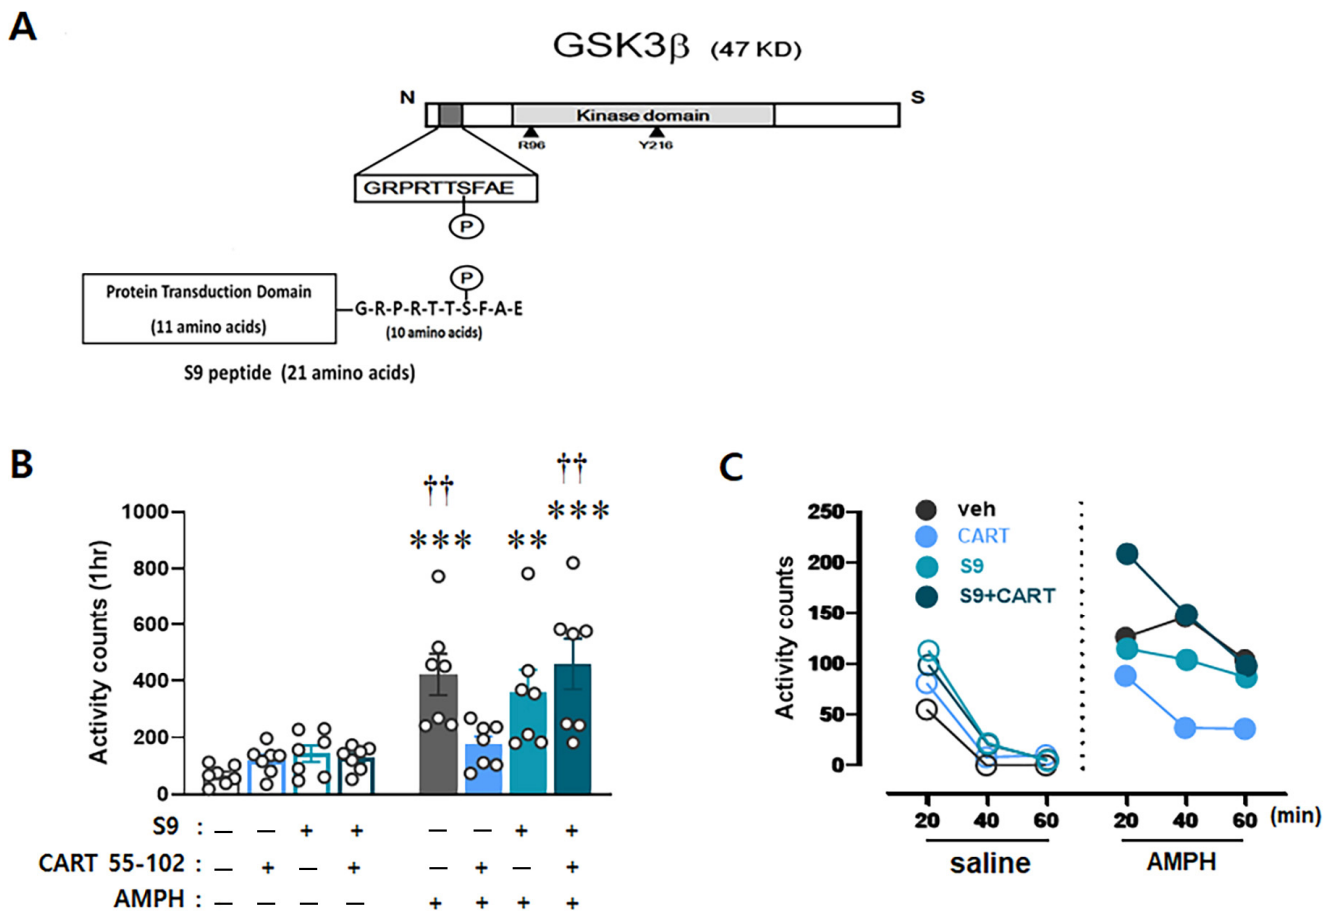 A
GSK3β (47 KD)
N
S
Kinase domain
R96
Y216
GRPRTTSFAE
P
P
Protein Transduction Domain
(11 amino acids)
G-R-P-R-T-T-S-F-A-E
(10 amino acids)
S9 peptide (21 amino acids)
B
Activity counts (1hr)
1000
800
600
400
200
0
††
***
**
††
***
S9 : — — + + — — + +
CART 55-102 : — + — + — + — +
AMPH : — — — — + + + +
C
Activity counts
250
200
150
100
50
0
veh
CART
S9
S9+CART
20 40 60 20 40 60 (min)
saline AMPH